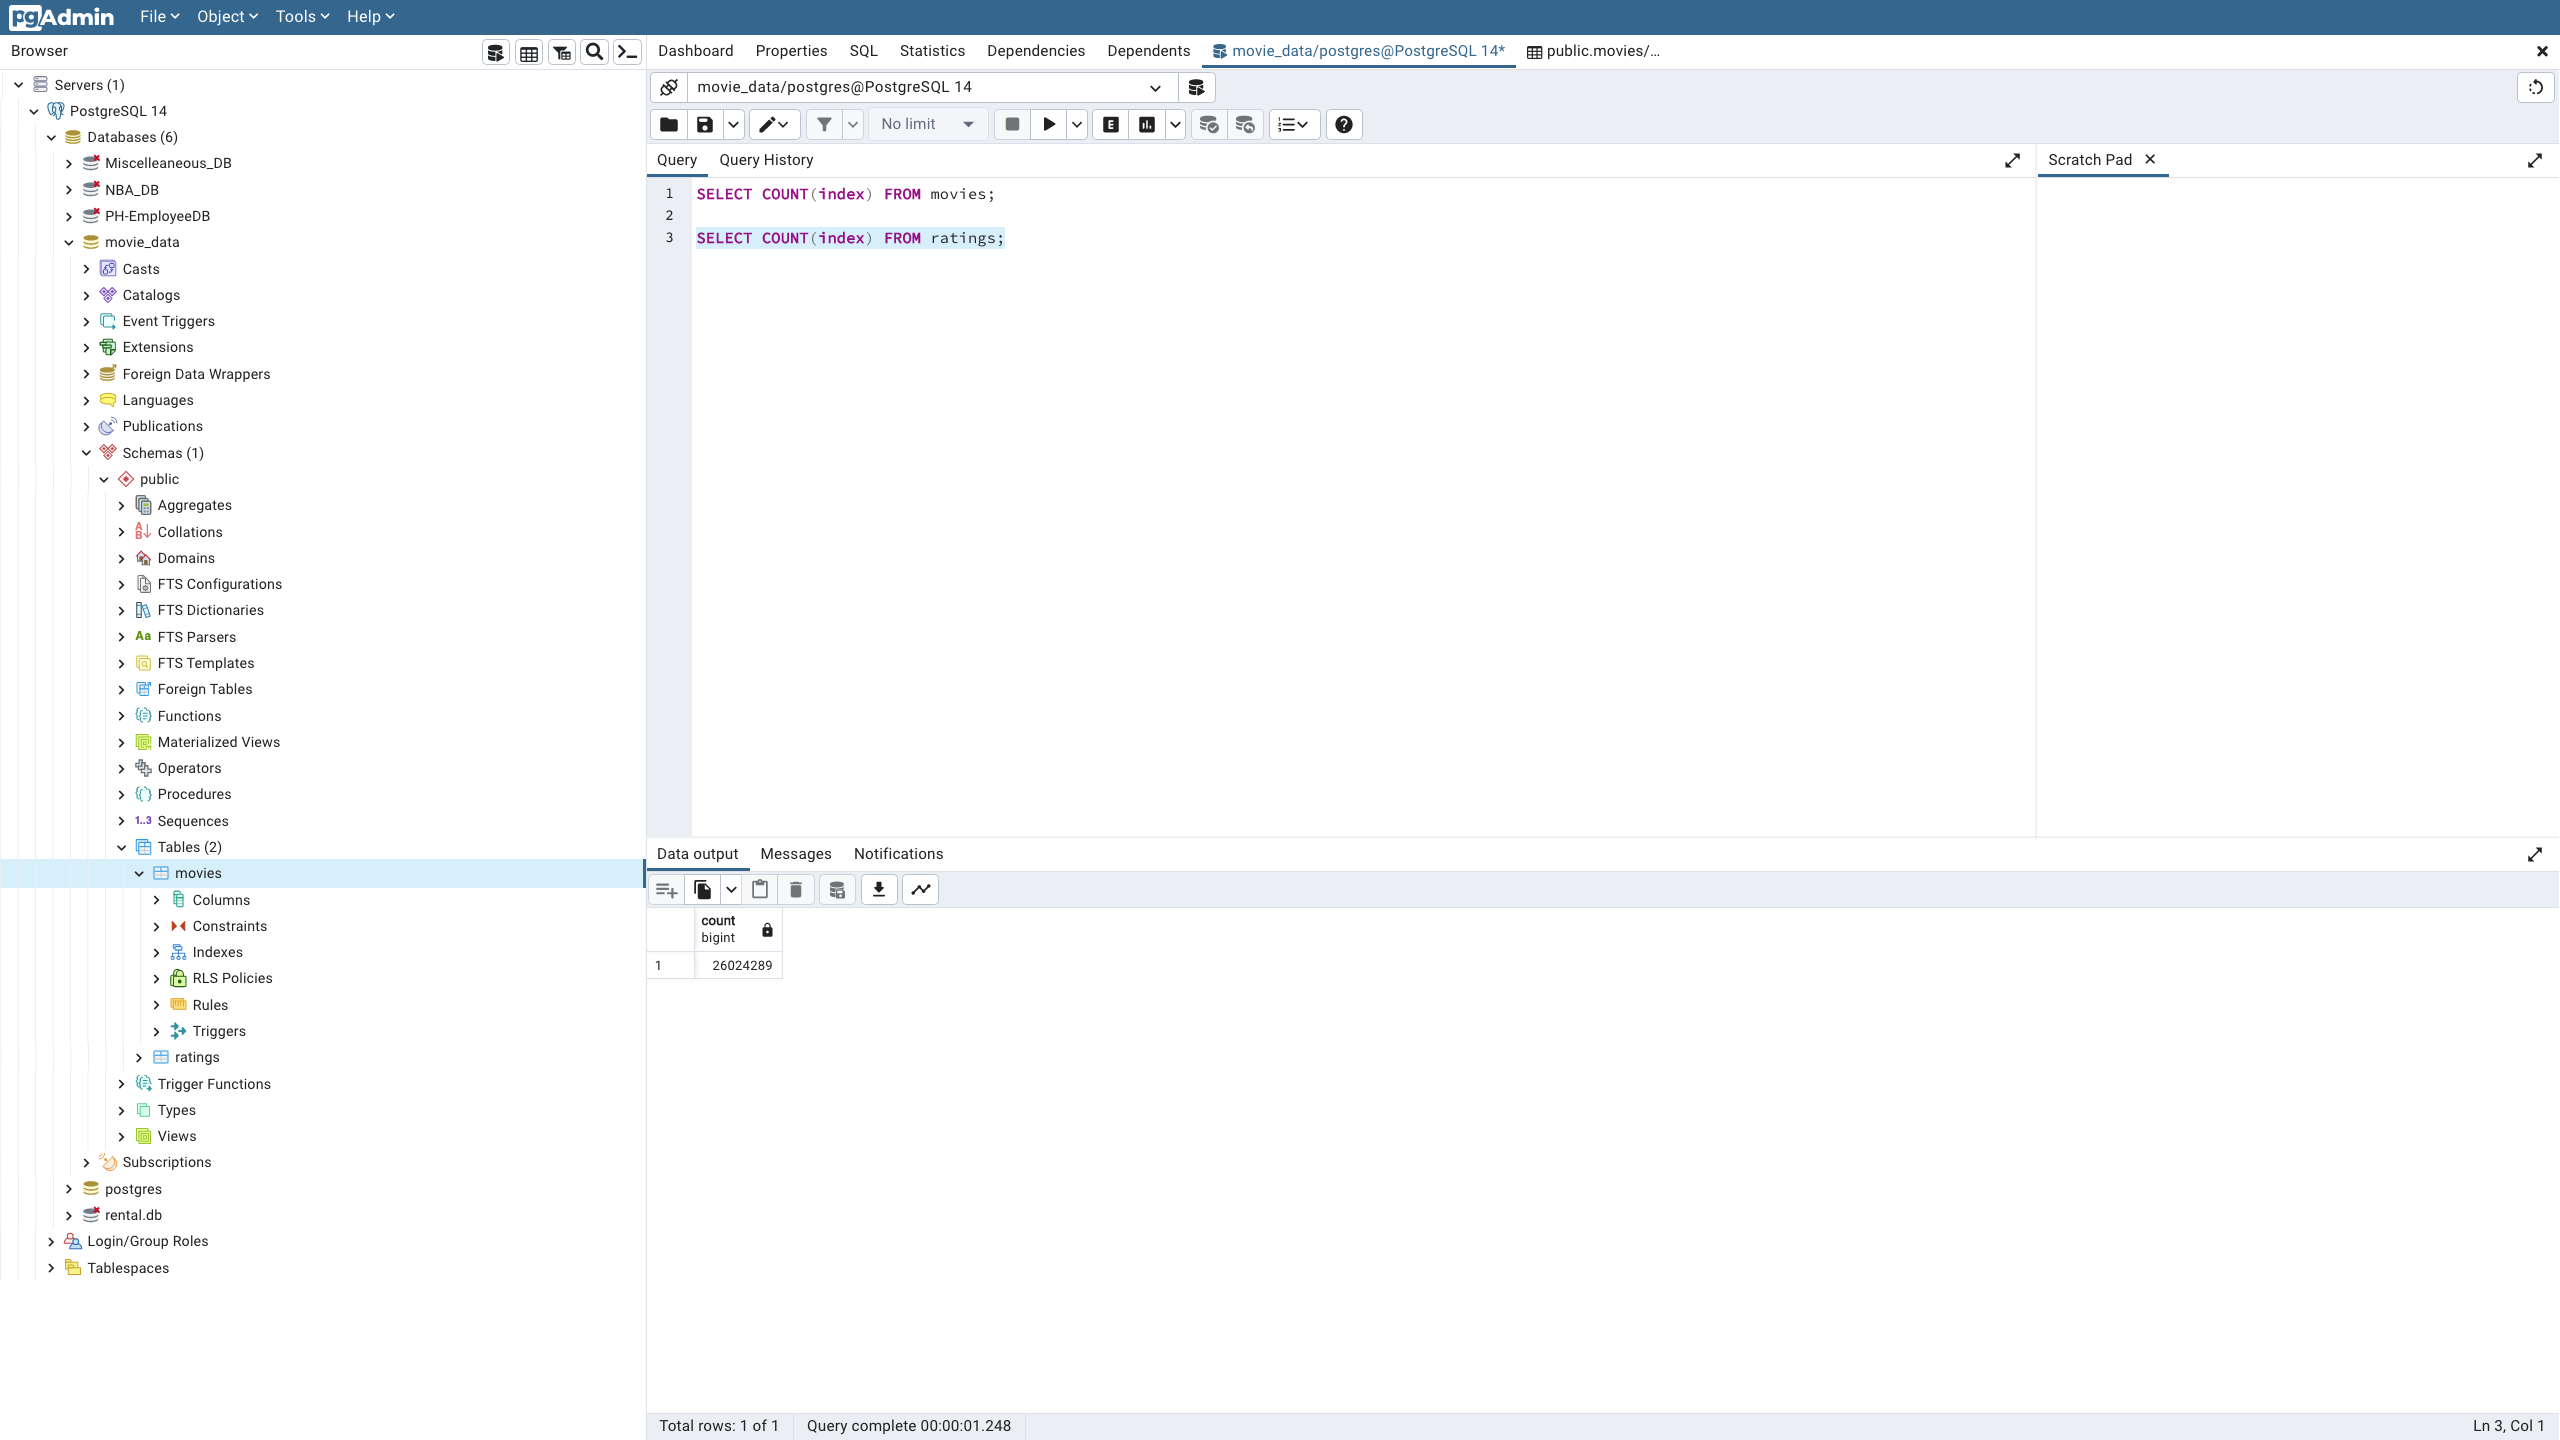 pgAdmin File Object Tools Help
Browser
Servers (1)
PostgreSQL 14
Databases (6)
Miscelleaneous_DB
NBA_DB
PH-EmployeeDB
movie_data
Casts
Catalogs
Event Triggers
Extensions
Foreign Data Wrappers
Languages
Publications
Schemas (1)
public
Aggregates
Collations
Domains
FTS Configurations
FTS Dictionaries
Aa FTS Parsers
FTS Templates
Foreign Tables
Functions
Materialized Views
Operators
Procedures
1..3 Sequences
Tables (2)
movies
Columns
Constraints
Indexes
RLS Policies
Rules
Triggers
ratings
Trigger Functions
Types
Views
Subscriptions
postgres
rental.db
Login/Group Roles
Tablespaces
Dashboard Properties SQL Statistics Dependencies Dependents movie_data/postgres@PostgreSQL 14* public.movies/...
movie_data/postgres@PostgreSQL 14
No limit E
Query Query History Scratch Pad
1 SELECT COUNT(index) FROM movies;
2
3 SELECT COUNT(index) FROM ratings;
Data output Messages Notifications
count
bigint
1 26024289
Total rows: 1 of 1 Query complete 00:00:01.248 Ln 3, Col 1